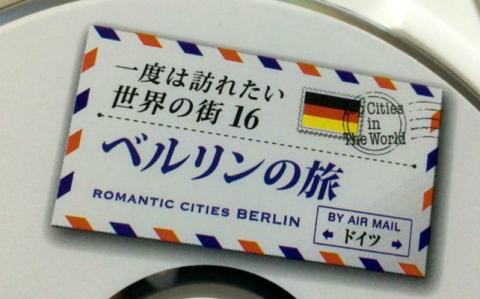 一度は訪れたい
世界の街 16
Cities
in
The World
ベルリンの旅
ROMANTIC CITIES BERLIN
BY AIR MAIL
← ドイツ →